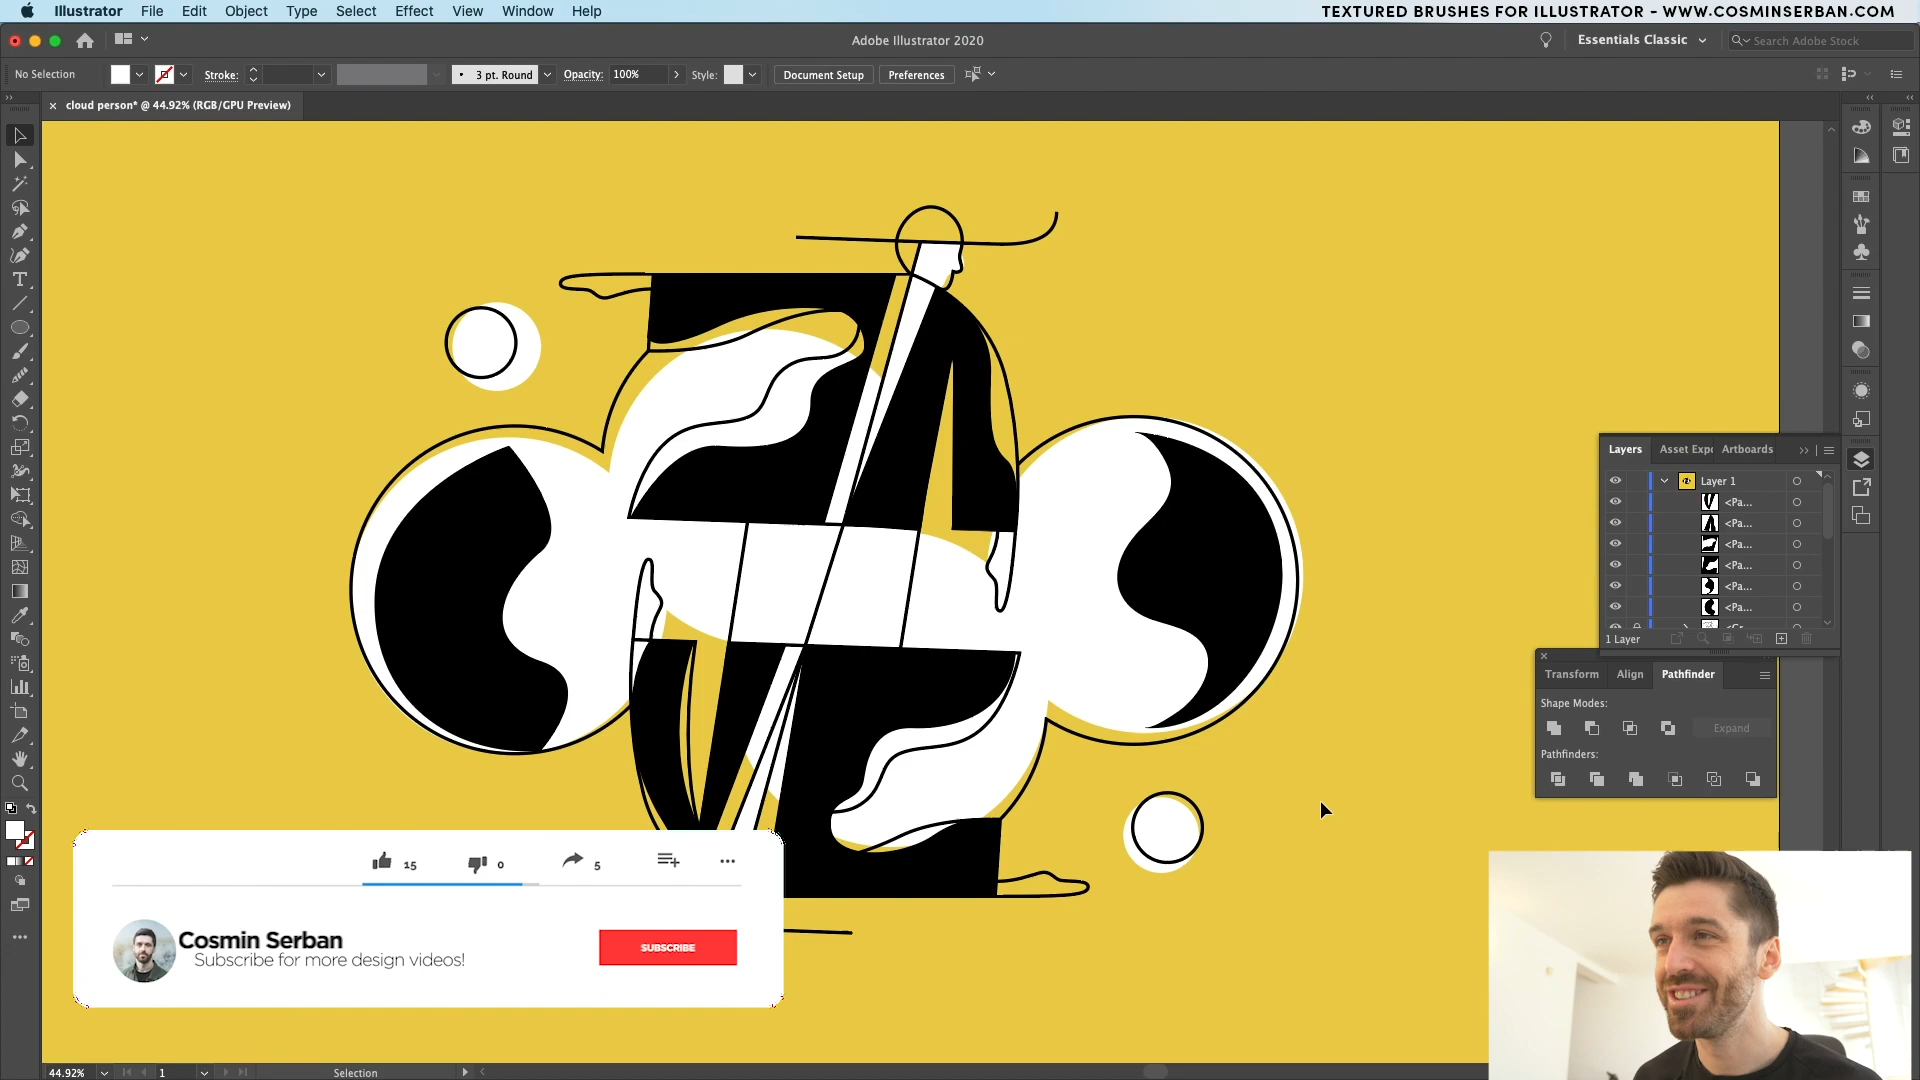 Illustrator File Edit Object Type Select Effect View Window Help
TEXTURED BRUSHES FOR ILLUSTRATOR - WWW.COSMINSERBAN.COM
Adobe Illustrator 2020
Essentials Classic
Search Adobe Stock
No Selection
Stroke:
3 pt. Round
Opacity: 100%
Style:
Document Setup
Preferences
cloud person* @ 44.92% (RGB/GPU Preview)
Layers Asset Expo Artboards
Layer 1
<Pa...
<Pa...
<Pa...
<Pa...
<Pa...
<Pa...
1 Layer
Transform Align Pathfinder
Shape Modes:
Expand
Pathfinders:
15 0 5
Cosmin Serban
Subscribe for more design videos!
SUBSCRIBE
44.92% 1 Selection